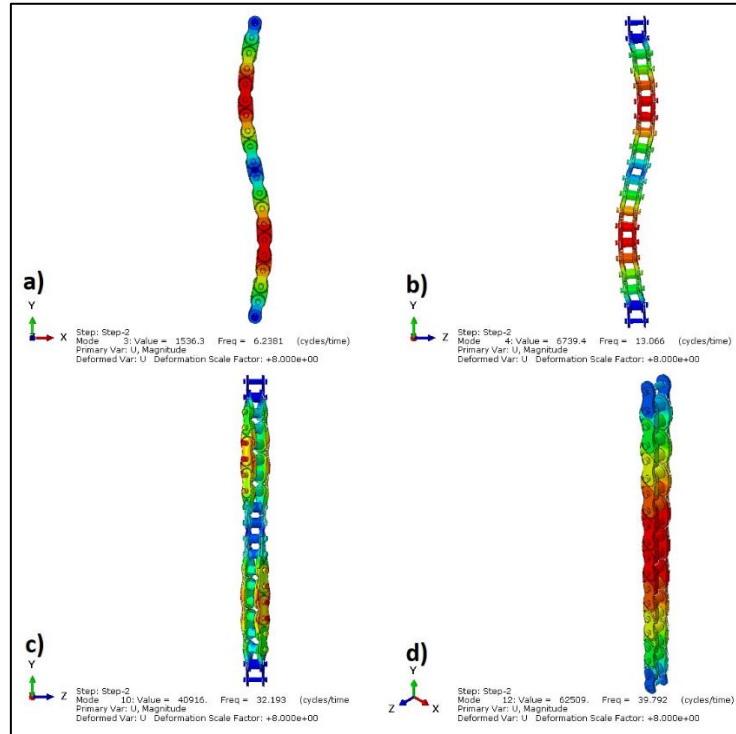 a)
Y
Z X
Step: Step-2
Mode 3: Value = 1536.3 Freq = 6.2381 (cycles/time)
Primary Var: U, Magnitude
Deformed Var: U Deformation Scale Factor: +8.000e+00
b)
Y
Z
Step: Step-2
Mode 4: Value = 6739.4 Freq = 13.066 (cycles/time)
Primary Var: U, Magnitude
Deformed Var: U Deformation Scale Factor: +8.000e+00
c)
Y
Z
Step: Step-2
Mode 10: Value = 40916. Freq = 32.193 (cycles/time
Primary Var: U, Magnitude
Deformed Var: U Deformation Scale Factor: +8.000e+00
d)
Y
Z X
Step: Step-2
Mode 12: Value = 62509. Freq = 39.792 (cycles/time)
Primary Var: U, Magnitude
Deformed Var: U Deformation Scale Factor: +8.000e+00